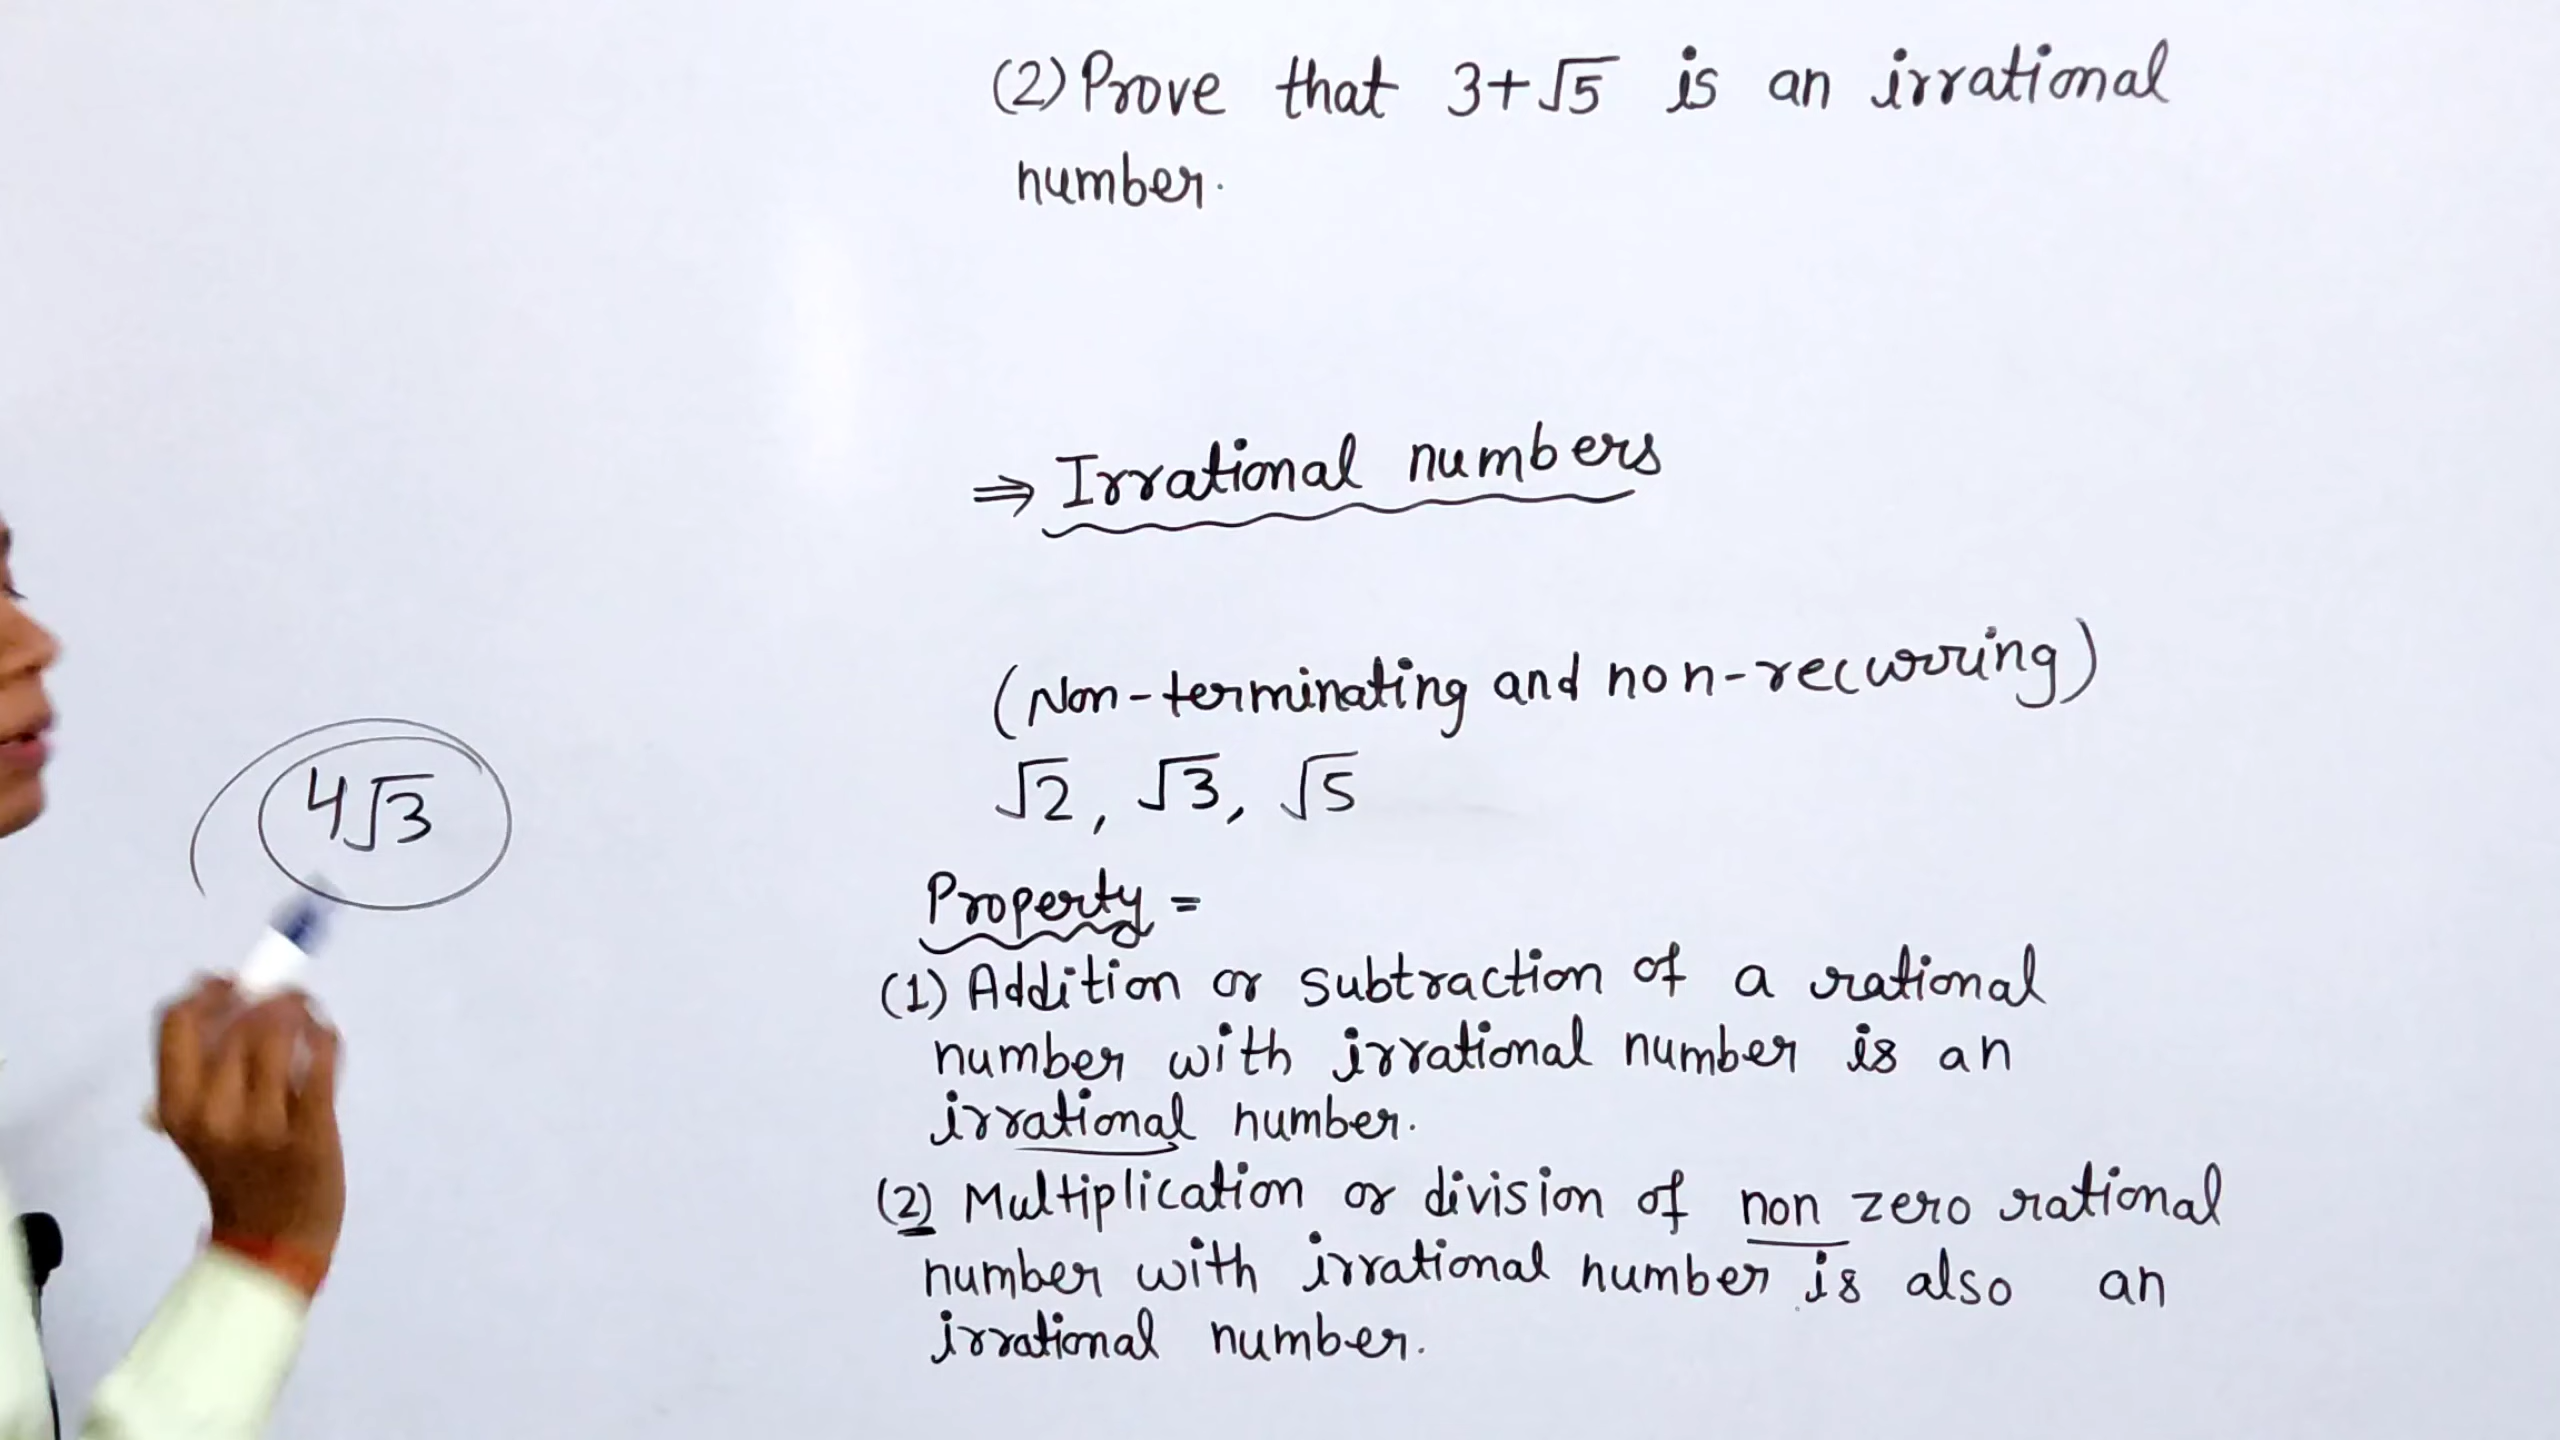 (2) Prove that 3+√5 is an irrational
number.
⇒ Irrational numbers
(Non-terminating and non-recurring)
√2, √3, √5
4√3
Property =
(1) Addition or subtraction of a rational
number with irrational number is an
irrational number.
(2) Multiplication or division of non zero rational
number with irrational number is also an
irrational number.